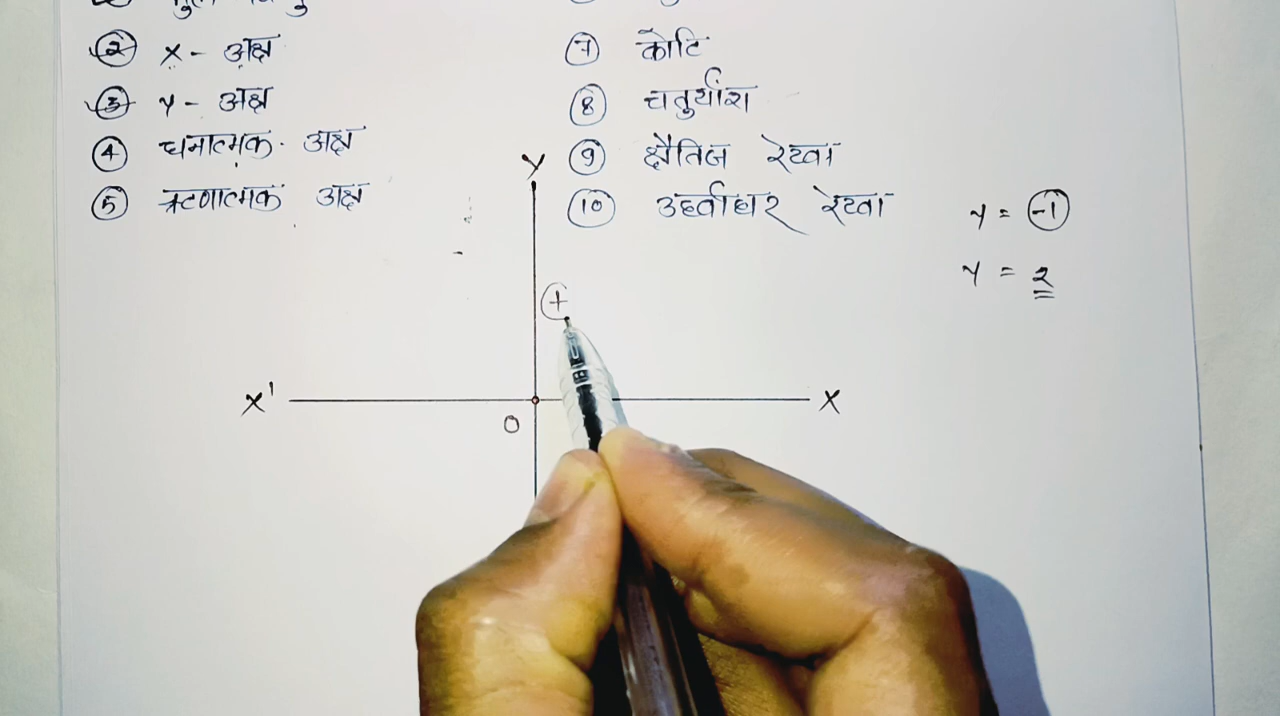 ② x - अक्ष
③ y - अक्ष
④ धनात्मक अक्ष
⑤ ऋणात्मक अक्ष
⑦ कोटि
⑧ चतुर्थांश
⑨ क्षैतिज रेखा
⑩ उर्ध्वाधर रेखा
y = -1
y = 2
Y
+
X'
X
O